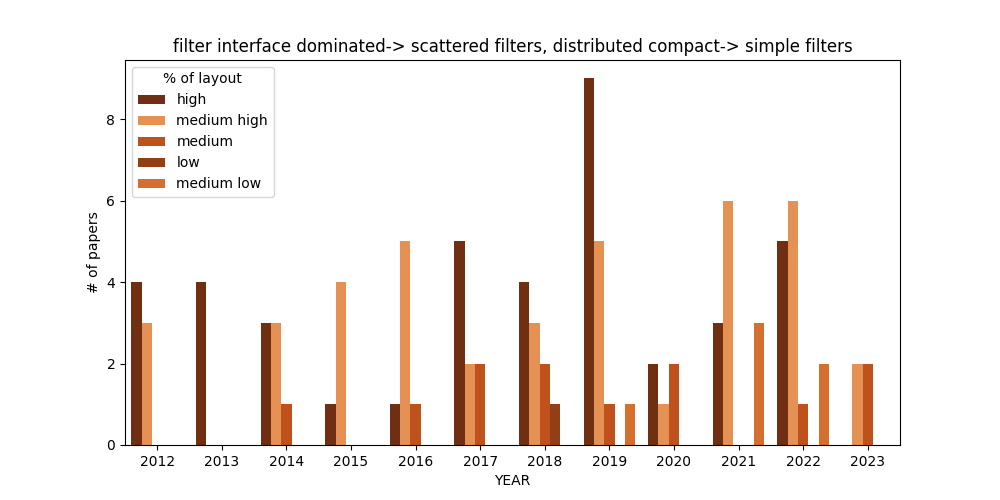 filter interface dominated-> scattered filters, distributed compact-> simple filters
% of layout
high
medium high
medium
low
medium low
# of papers
8
6
4
2
0
2012 2013 2014 2015 2016 2017 2018 2019 2020 2021 2022 2023
YEAR